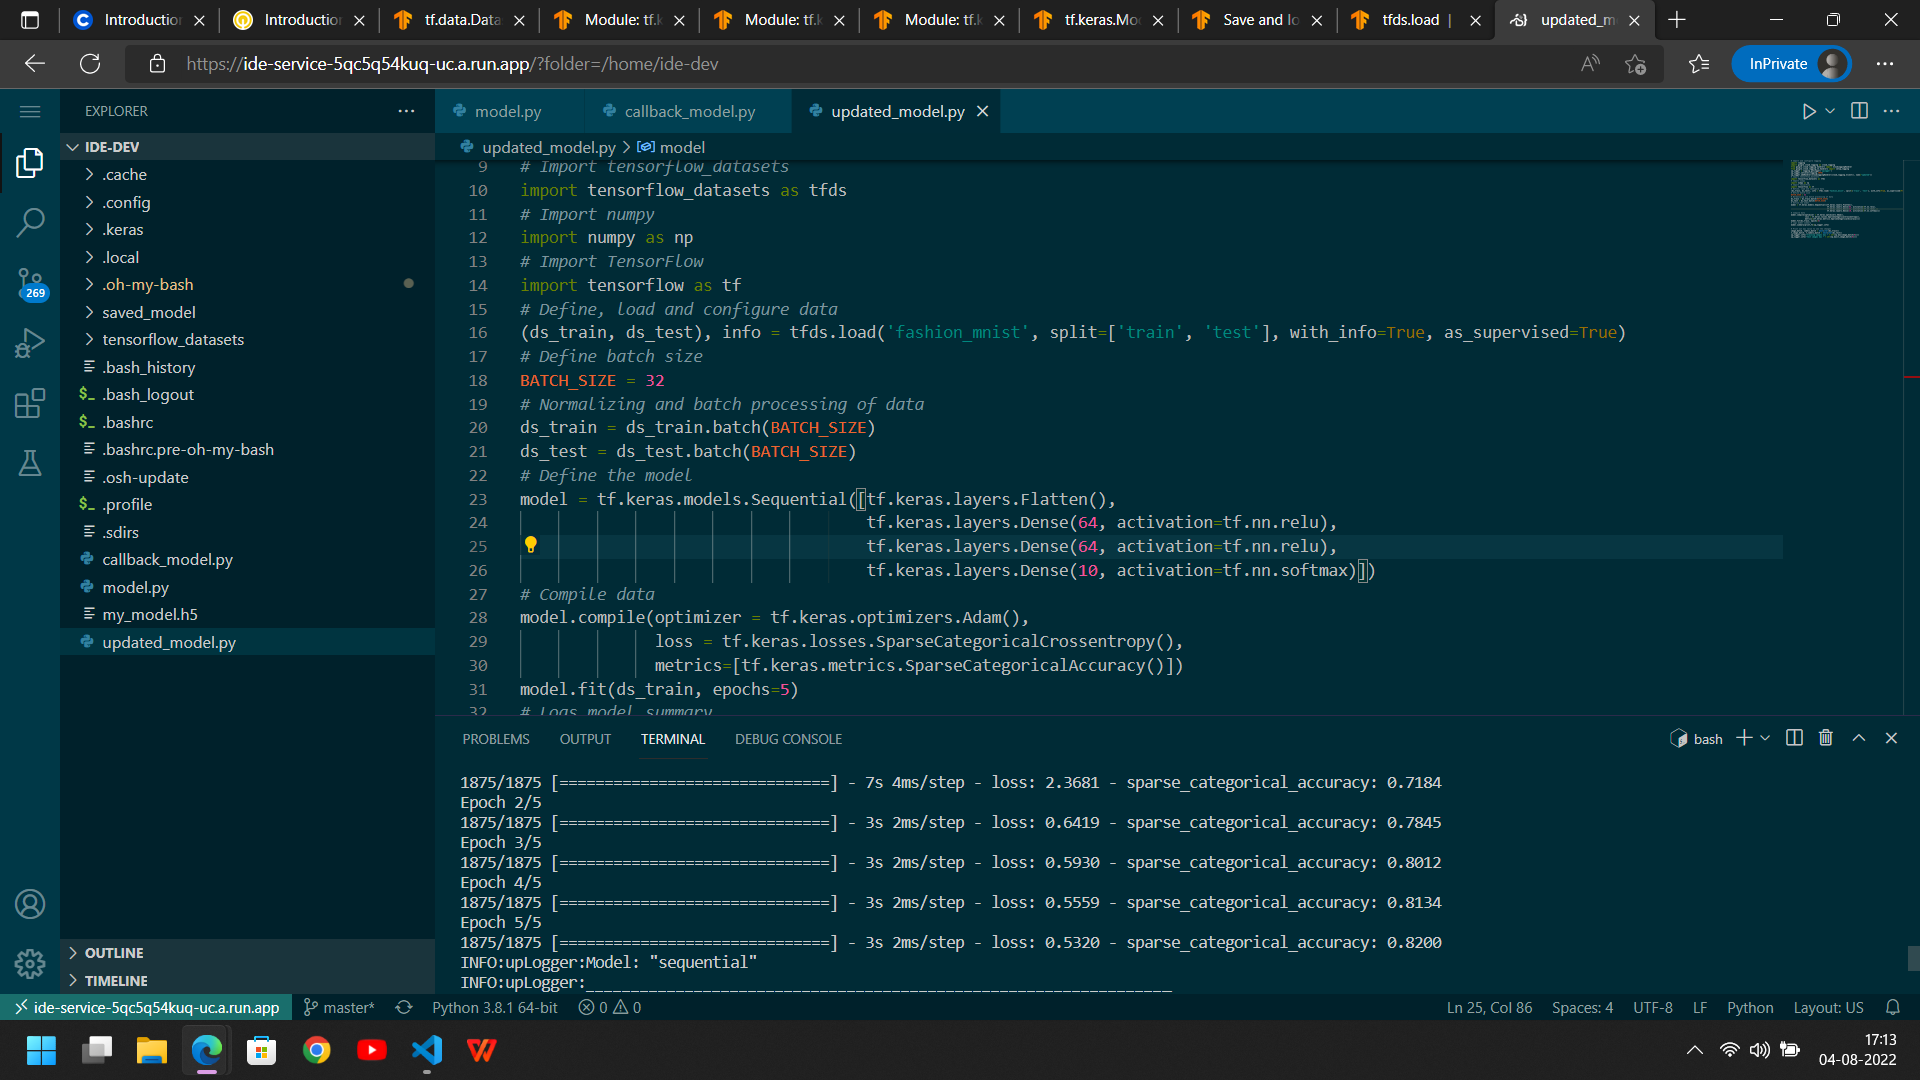 Introduction
Introduction
tf.data.Data
Module: tf.k
Module: tf.k
Module: tf.k
tf.keras.Mo
Save and lo
tfds.load |
updated_m
https://ide-service-5qc5q54kuq-uc.a.run.app/?folder=/home/ide-dev
InPrivate
EXPLORER
model.py
callback_model.py
updated_model.py
IDE-DEV
updated_model.py > model
.cache
.config
.keras
.local
.oh-my-bash
saved_model
tensorflow_datasets
.bash_history
.bash_logout
.bashrc
.bashrc.pre-oh-my-bash
.osh-update
.profile
.sdirs
callback_model.py
model.py
my_model.h5
updated_model.py
OUTLINE
TIMELINE
269
9 # Import tensorflow_datasets
10 import tensorflow_datasets as tfds
11 # Import numpy
12 import numpy as np
13 # Import TensorFlow
14 import tensorflow as tf
15 # Define, load and configure data
16 (ds_train, ds_test), info = tfds.load('fashion_mnist', split=['train', 'test'], with_info=True, as_supervised=True)
17 # Define batch size
18 BATCH_SIZE = 32
19 # Normalizing and batch processing of data
20 ds_train = ds_train.batch(BATCH_SIZE)
21 ds_test = ds_test.batch(BATCH_SIZE)
22 # Define the model
23 model = tf.keras.models.Sequential([tf.keras.layers.Flatten(),
24 tf.keras.layers.Dense(64, activation=tf.nn.relu),
25 tf.keras.layers.Dense(64, activation=tf.nn.relu),
26 tf.keras.layers.Dense(10, activation=tf.nn.softmax)])
27 # Compile data
28 model.compile(optimizer = tf.keras.optimizers.Adam(),
29 loss = tf.keras.losses.SparseCategoricalCrossentropy(),
30 metrics=[tf.keras.metrics.SparseCategoricalAccuracy()])
31 model.fit(ds_train, epochs=5)
32 # Logs model summary
PROBLEMS OUTPUT TERMINAL DEBUG CONSOLE
bash
1875/1875 [==============================] - 7s 4ms/step - loss: 2.3681 - sparse_categorical_accuracy: 0.7184
Epoch 2/5
1875/1875 [==============================] - 3s 2ms/step - loss: 0.6419 - sparse_categorical_accuracy: 0.7845
Epoch 3/5
1875/1875 [==============================] - 3s 2ms/step - loss: 0.5930 - sparse_categorical_accuracy: 0.8012
Epoch 4/5
1875/1875 [==============================] - 3s 2ms/step - loss: 0.5559 - sparse_categorical_accuracy: 0.8134
Epoch 5/5
1875/1875 [==============================] - 3s 2ms/step - loss: 0.5320 - sparse_categorical_accuracy: 0.8200
INFO:upLogger:Model: "sequential"
INFO:upLogger:_________________________________________________________________
ide-service-5qc5q54kuq-uc.a.run.app master* Python 3.8.1 64-bit 0 0 Ln 25, Col 86 Spaces: 4 UTF-8 LF Python Layout: US
17:13
04-08-2022